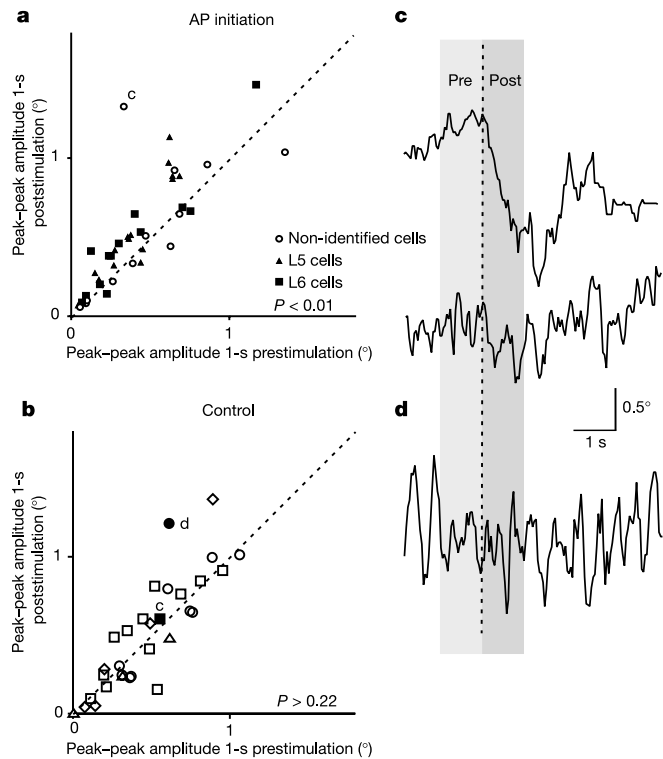 a
AP initiation
Peak–peak amplitude 1-s
poststimulation (°)
1
0
c
Non-identified cells
L5 cells
L6 cells
P < 0.01
0
1
Peak–peak amplitude 1-s prestimulation (°)
b
Control
Peak–peak amplitude 1-s
poststimulation (°)
1
0
d
c
P > 0.22
0
1
Peak–peak amplitude 1-s prestimulation (°)
c
Pre
Post
0.5°
1 s
d